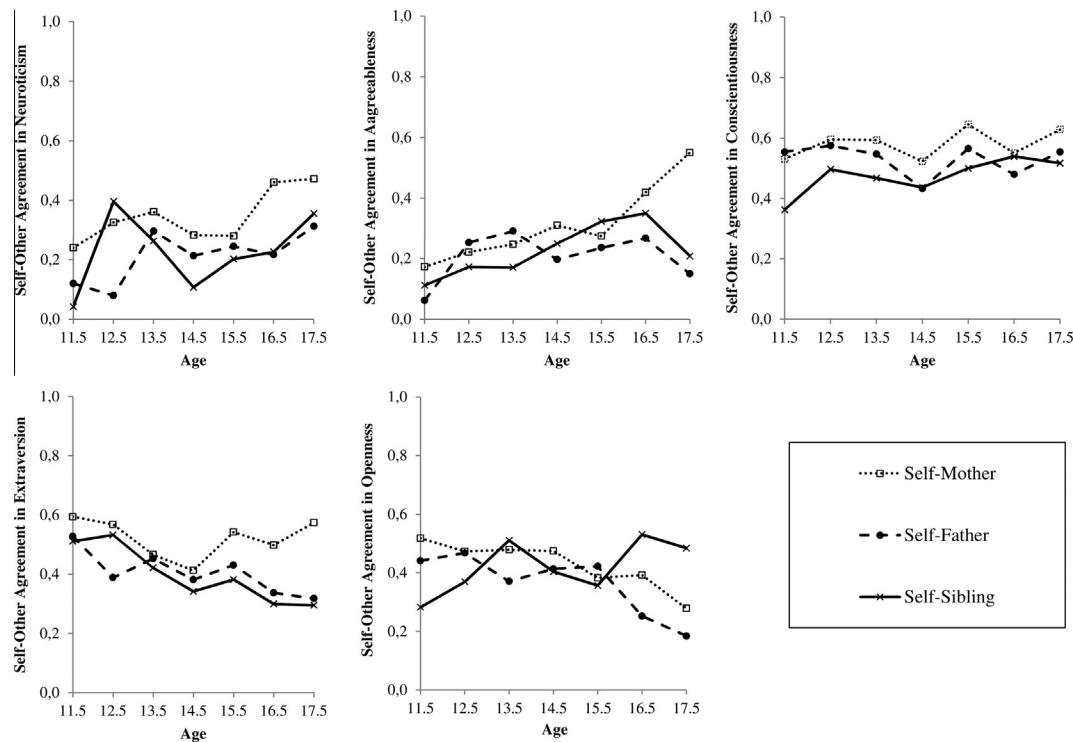 Self-Other Agreement in Neuroticism
1,0
0,8
0,6
0,4
0,2
0,0
11.5 12.5 13.5 14.5 15.5 16.5 17.5
Age
Self-Other Agreement in Aagreeableness
1,0
0,8
0,6
0,4
0,2
0,0
11.5 12.5 13.5 14.5 15.5 16.5 17.5
Age
Self-Other Agreement in Conscientiousness
1,0
0,8
0,6
0,4
0,2
0,0
11.5 12.5 13.5 14.5 15.5 16.5 17.5
Age
Self-Other Agreement in Extraversion
1,0
0,8
0,6
0,4
0,2
0,0
11.5 12.5 13.5 14.5 15.5 16.5 17.5
Age
Self-Other Agreement in Openness
1,0
0,8
0,6
0,4
0,2
0,0
11.5 12.5 13.5 14.5 15.5 16.5 17.5
Age
Self-Mother
Self-Father
Self-Sibling